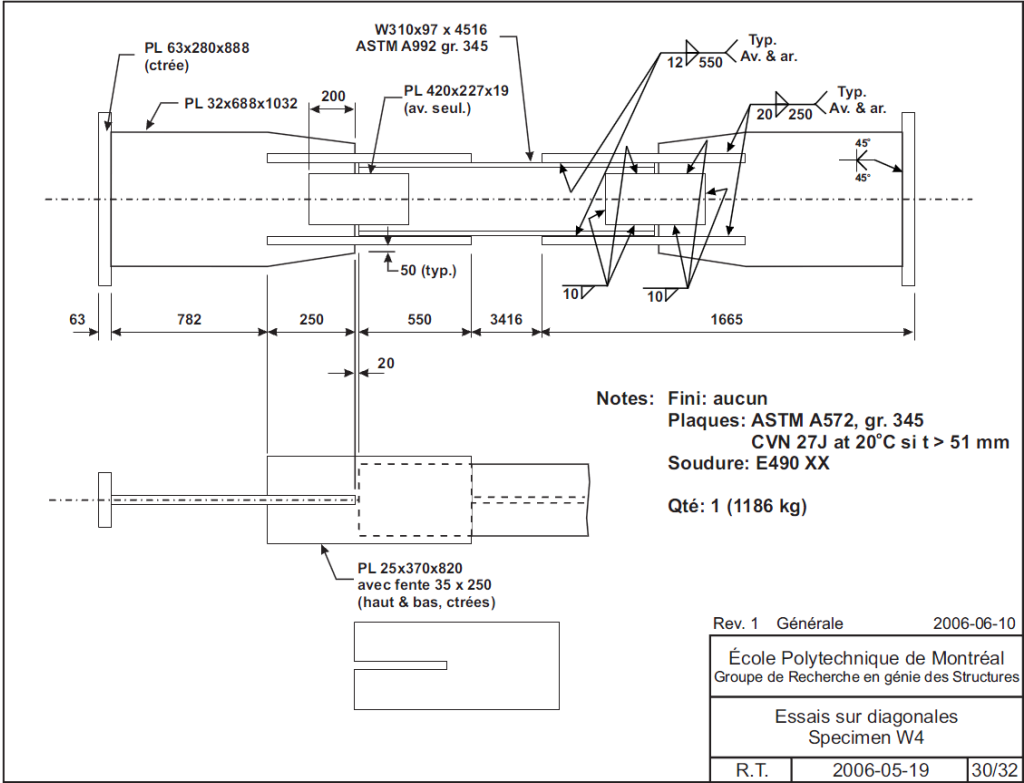 W310x97 x 4516
ASTM A992 gr. 345
PL 63x280x888
(ctrée)
PL 32x688x1032
200
PL 420x227x19
(av. seul.)
12
550
Typ.
Av. & ar.
20
250
Typ.
Av. & ar.
45°
45°
50 (typ.)
10
10
63
782
250
550
3416
1665
20
Notes: Fini: aucun
Plaques: ASTM A572, gr. 345
CVN 27J at 20°C si t > 51 mm
Soudure: E490 XX
Qté: 1 (1186 kg)
PL 25x370x820
avec fente 35 x 250
(haut & bas, ctrées)
Rev. 1 Générale 2006-06-10
École Polytechnique de Montréal
Groupe de Recherche en génie des Structures
Essais sur diagonales
Specimen W4
R.T. 2006-05-19 30/32